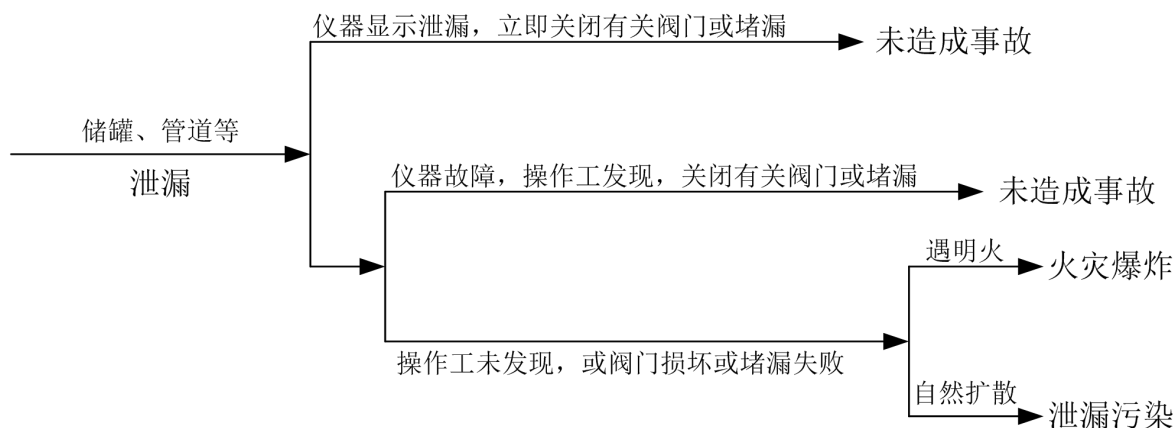 仪器显示泄漏，立即关闭有关阀门或堵漏
未造成事故
储罐、管道等
泄漏
仪器故障，操作工发现，关闭有关阀门或堵漏
未造成事故
遇明火
火灾爆炸
操作工未发现，或阀门损坏或堵漏失败
自然扩散
泄漏污染